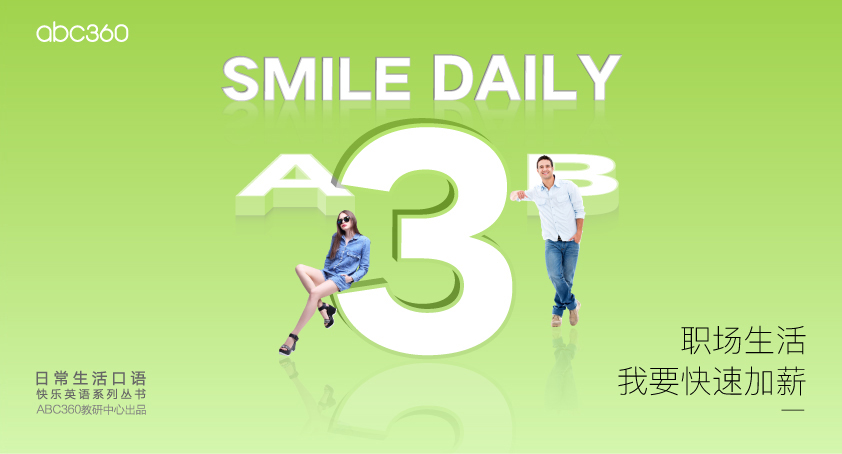 abc360
SMILE DAILY
A 3 B
职场生活
我要快速加薪
日常生活口语
快乐英语系列丛书
ABC360教研中心出品